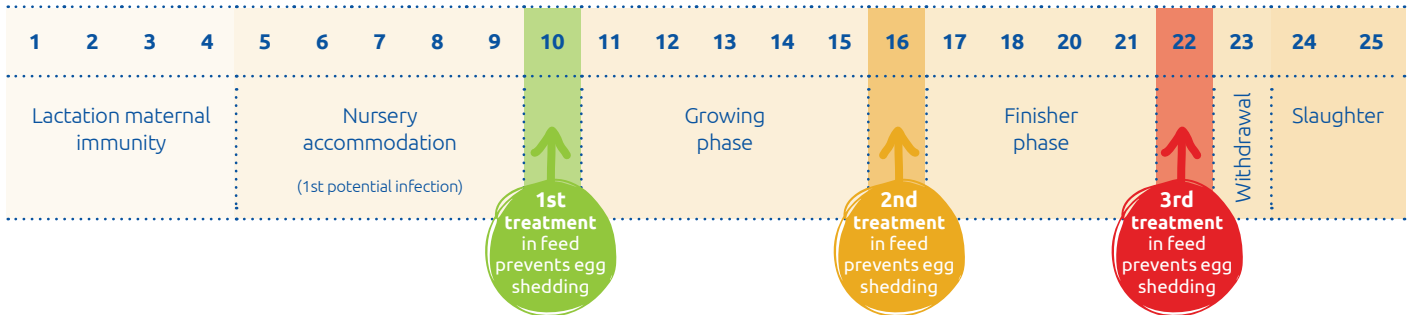 1 2 3 4 5 6 7 8 9 10 11 12 13 14 15 16 17 18 20 21 22 23 24 25
Lactation maternal
immunity
Nursery
accommodation
(1st potential infection)
Growing
phase
Finisher
phase
Withdrawal
Slaughter
1st
treatment
in feed
prevents egg
shedding
2nd
treatment
in feed
prevents egg
shedding
3rd
treatment
in feed
prevents egg
shedding